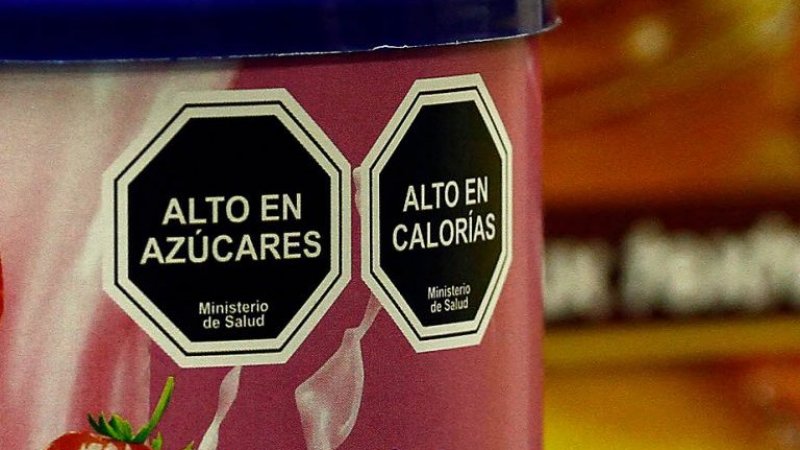 ALTO EN
AZÚCARES
Ministerio
de Salud
ALTO EN
CALORÍAS
Ministerio
de Salud